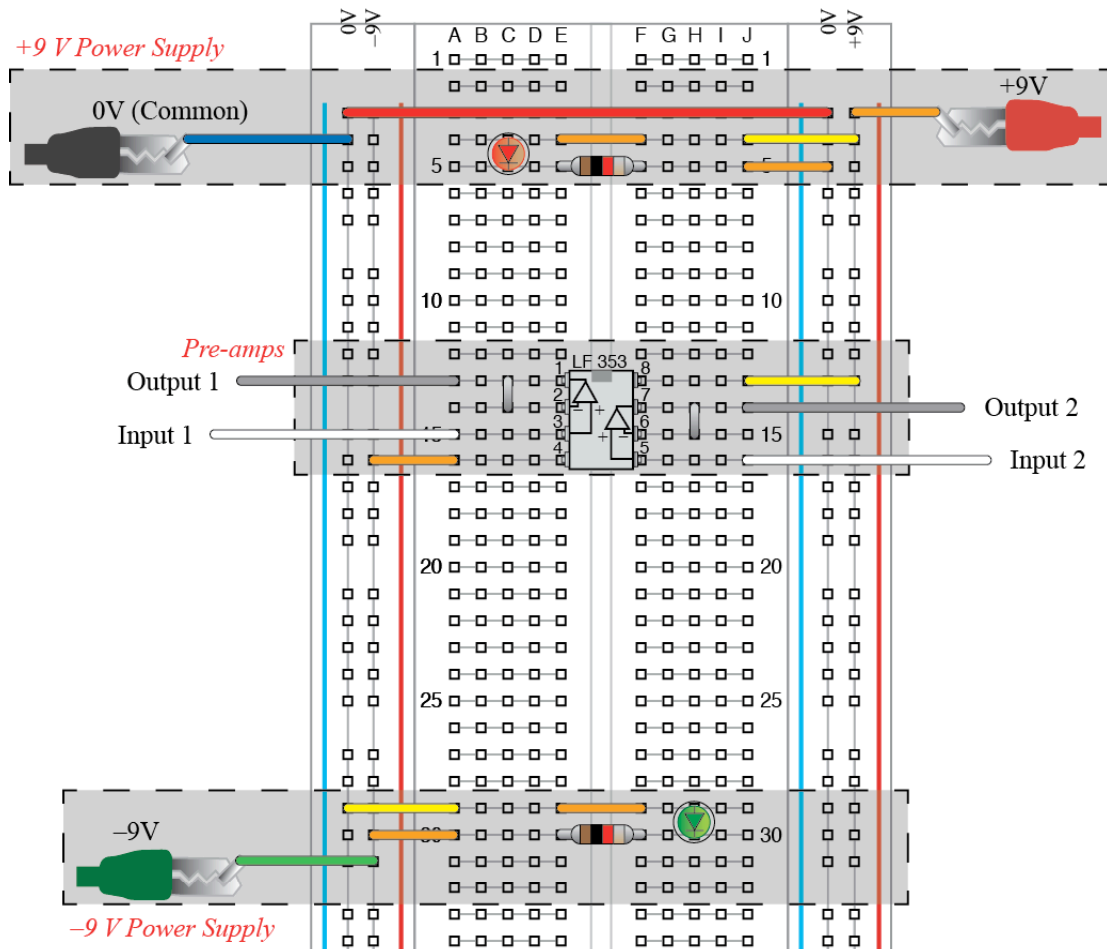 0V
–9V
0V
+9V
A B C D E F G H I J
+9 V Power Supply
1 1
0V (Common)
+9V
5 5
10 10
Pre-amps
LF 353
Output 1
1 8
2 7
– +
Output 2
Input 1
15 3 6 15
+ –
4 5
Input 2
20 20
25 25
–9V
30 30
–9 V Power Supply